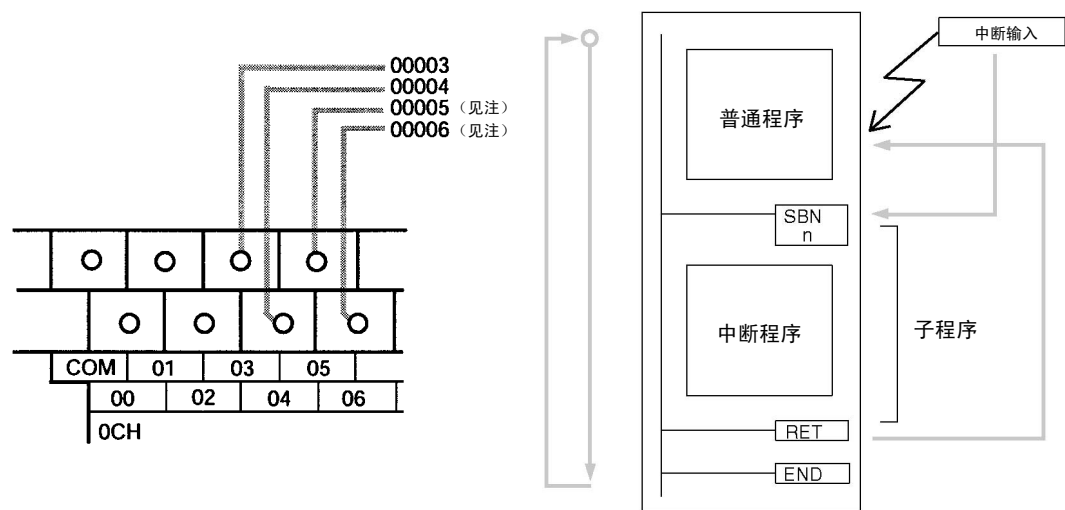 00003
00004
00005（见注）
00006（见注）
COM 01 03 05
00 02 04 06
0CH
中断输入
普通程序
SBN
n
中断程序
子程序
RET
END